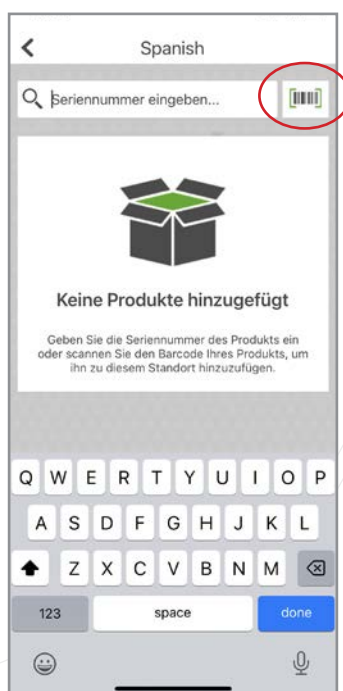 Spanish
Seriennummer eingeben...
Keine Produkte hinzugefügt
Geben Sie die Seriennummer des Produkts ein
oder scannen Sie den Barcode Ihres Produkts, um
ihn zu diesem Standort hinzuzufügen.
Q W E R T Y U I O P
A S D F G H J K L
Z X C V B N M
123 space done